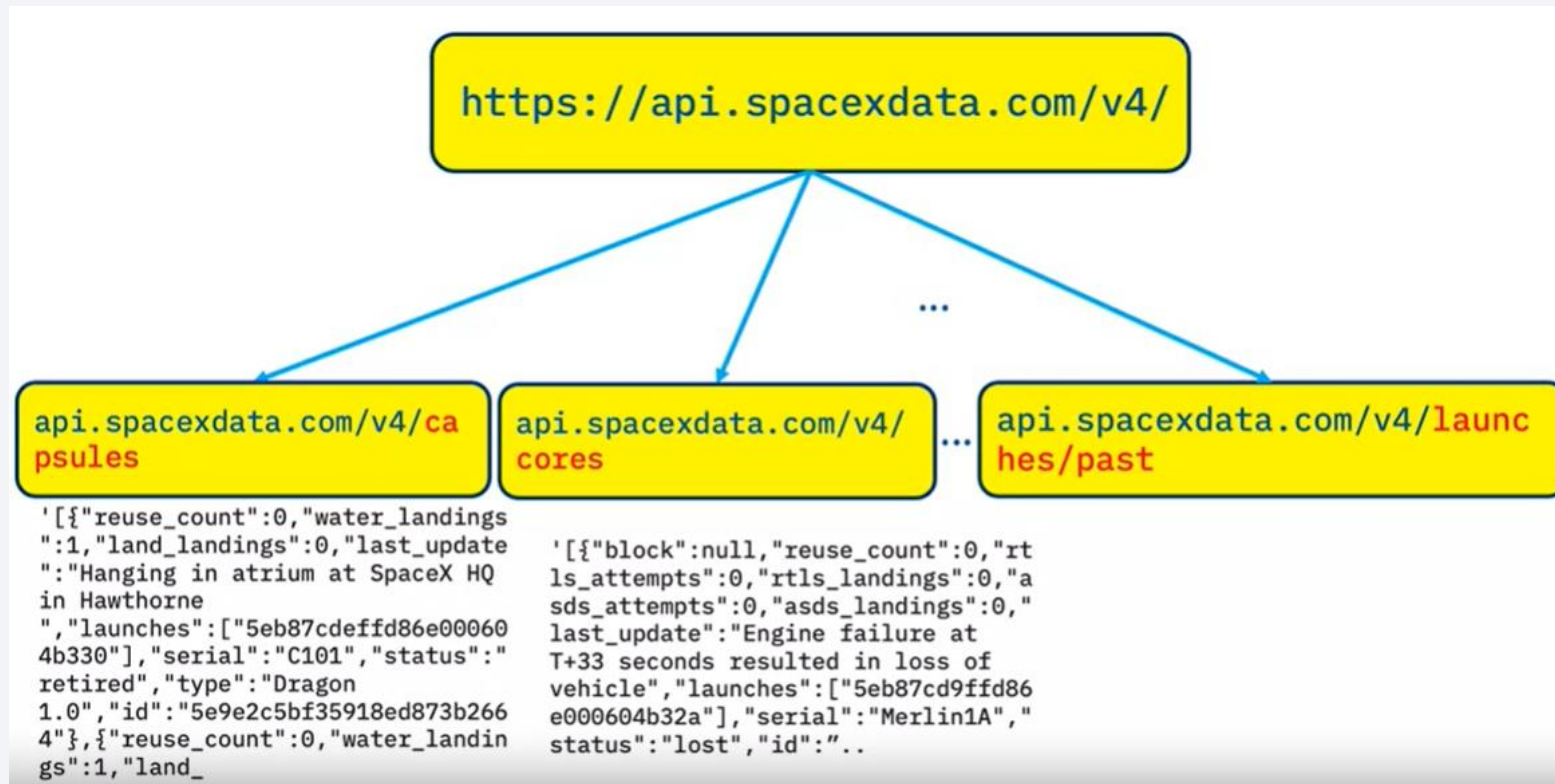 https://api.spacexdata.com/v4/
...
api.spacexdata.com/v4/ca
psules
api.spacexdata.com/v4/
cores
...
api.spacexdata.com/v4/launc
hes/past
'[{"reuse_count":0,"water_landings
":1,"land_landings":0,"last_update
":"Hanging in atrium at SpaceX HQ
in Hawthorne
","launches":["5eb87cdeffd86e00060
4b330"],"serial":"C101","status":"
retired","type":"Dragon
1.0","id":"5e9e2c5bf35918ed873b266
4"},{"reuse_count":0,"water_landin
gs":1,"land_
'[{"block":null,"reuse_count":0,"rt
ls_attempts":0,"rtls_landings":0,"a
sds_attempts":0,"asds_landings":0,"
last_update":"Engine failure at
T+33 seconds resulted in loss of
vehicle","launches":["5eb87cd9ffd86
e000604b32a"],"serial":"Merlin1A","
status":"lost","id":”..